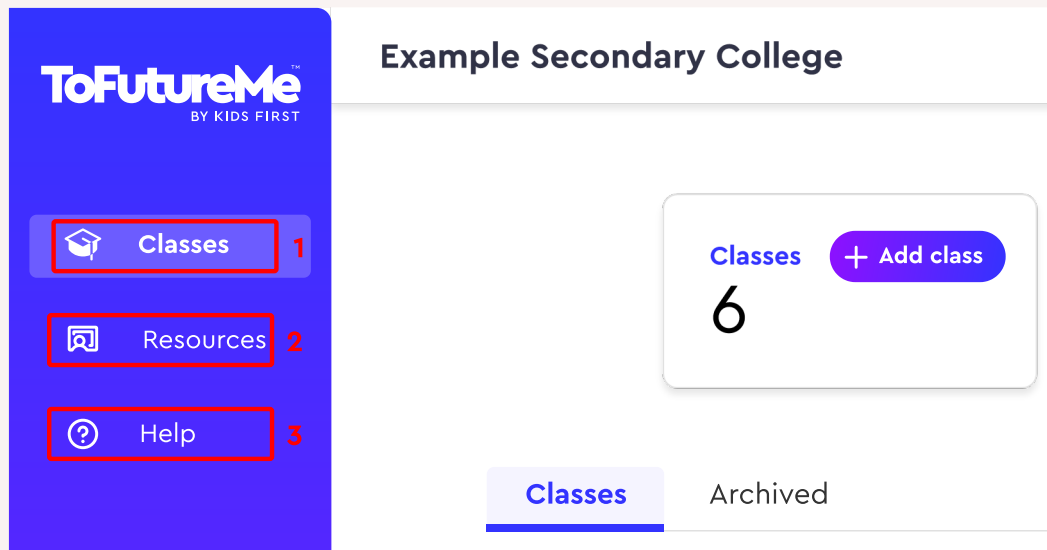 ToFutureMe™
BY KIDS FIRST
Example Secondary College
Classes 1
Resources 2
Help 3
Classes
+ Add class
6
Classes
Archived